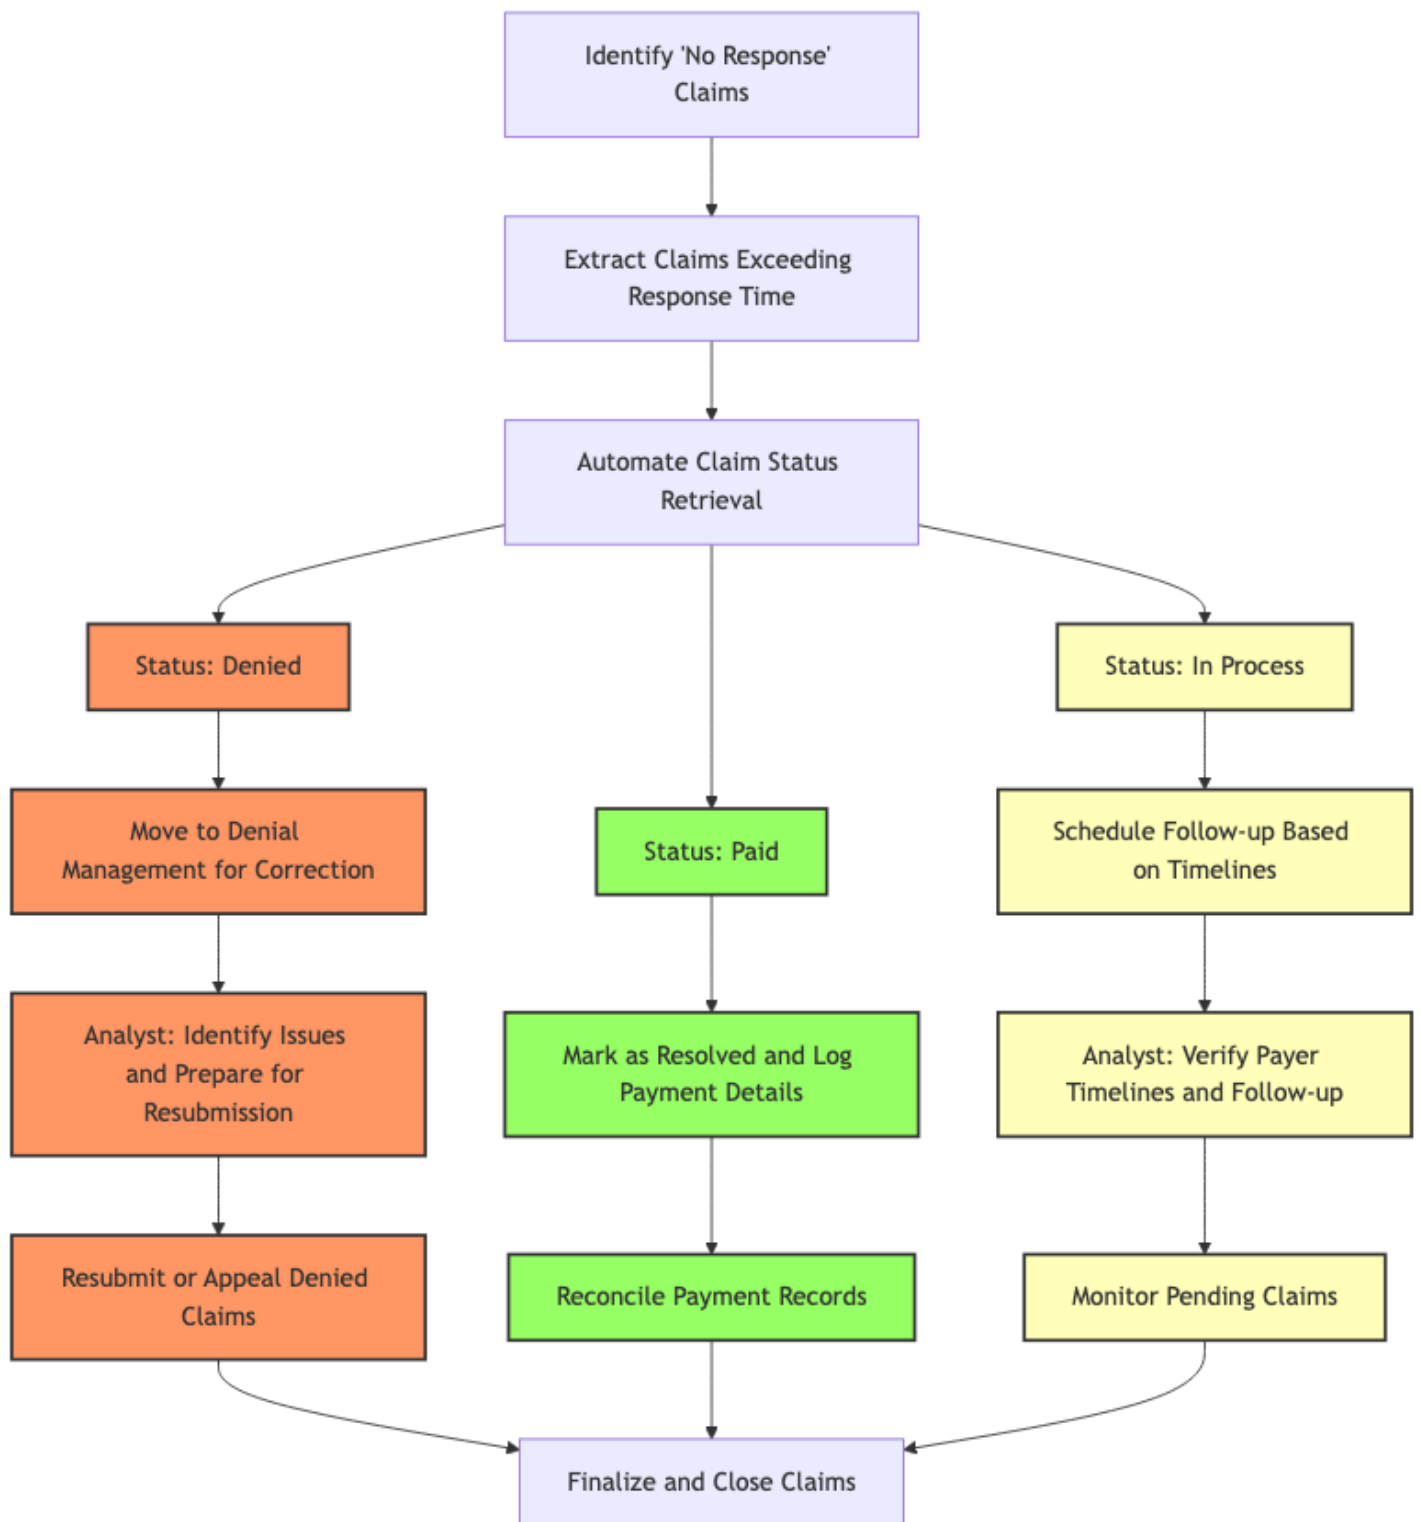 Identify 'No Response'
Claims
Extract Claims Exceeding
Response Time
Automate Claim Status
Retrieval
Status: Denied
Move to Denial
Management for Correction
Analyst: Identify Issues
and Prepare for
Resubmission
Resubmit or Appeal Denied
Claims
Status: Paid
Mark as Resolved and Log
Payment Details
Reconcile Payment Records
Status: In Process
Schedule Follow-up Based
on Timelines
Analyst: Verify Payer
Timelines and Follow-up
Monitor Pending Claims
Finalize and Close Claims